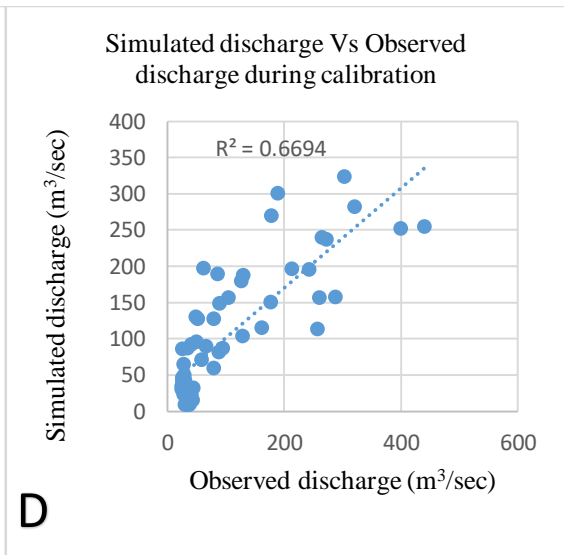 Simulated discharge Vs Observed
discharge during calibration
Simulated discharge (m³/sec)
400
350
300
250
200
150
100
50
0
R² = 0.6694
0 200 400 600
Observed discharge (m³/sec)
D